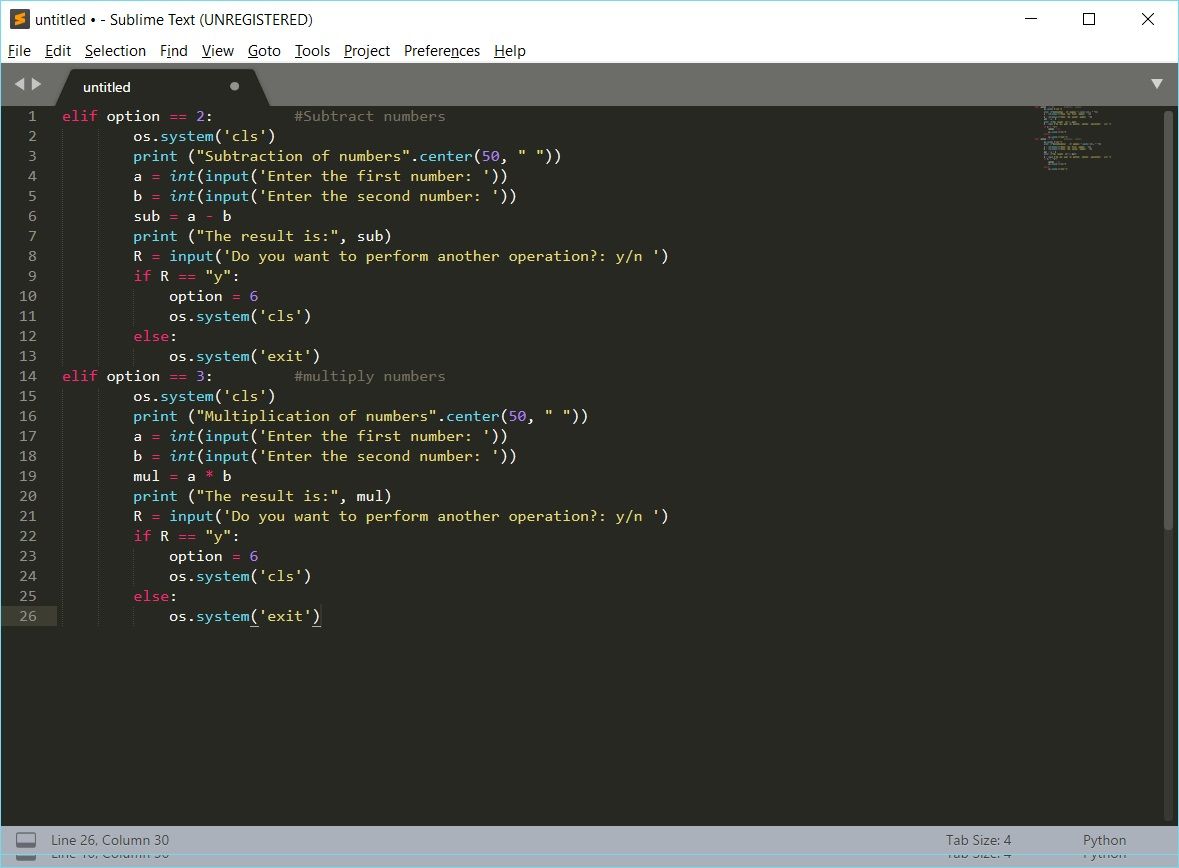 untitled • - Sublime Text (UNREGISTERED)
File Edit Selection Find View Goto Tools Project Preferences Help
untitled
1 elif option == 2:         #Subtract numbers
2         os.system('cls')
3         print ("Subtraction of numbers".center(50, " "))
4         a = int(input('Enter the first number: '))
5         b = int(input('Enter the second number: '))
6         sub = a - b
7         print ("The result is:", sub)
8         R = input('Do you want to perform another operation?: y/n ')
9         if R == "y":
10             option = 6
11             os.system('cls')
12         else:
13             os.system('exit')
14 elif option == 3:         #multiply numbers
15         os.system('cls')
16         print ("Multiplication of numbers".center(50, " "))
17         a = int(input('Enter the first number: '))
18         b = int(input('Enter the second number: '))
19         mul = a * b
20         print ("The result is:", mul)
21         R = input('Do you want to perform another operation?: y/n ')
22         if R == "y":
23             option = 6
24             os.system('cls')
25         else:
26             os.system('exit')
Line 26, Column 30 Tab Size: 4 Python